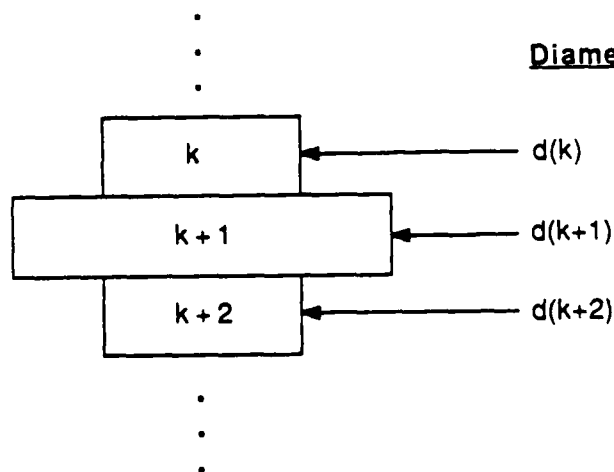 Diame
k
d(k)
k + 1
d(k+1)
k + 2
d(k+2)